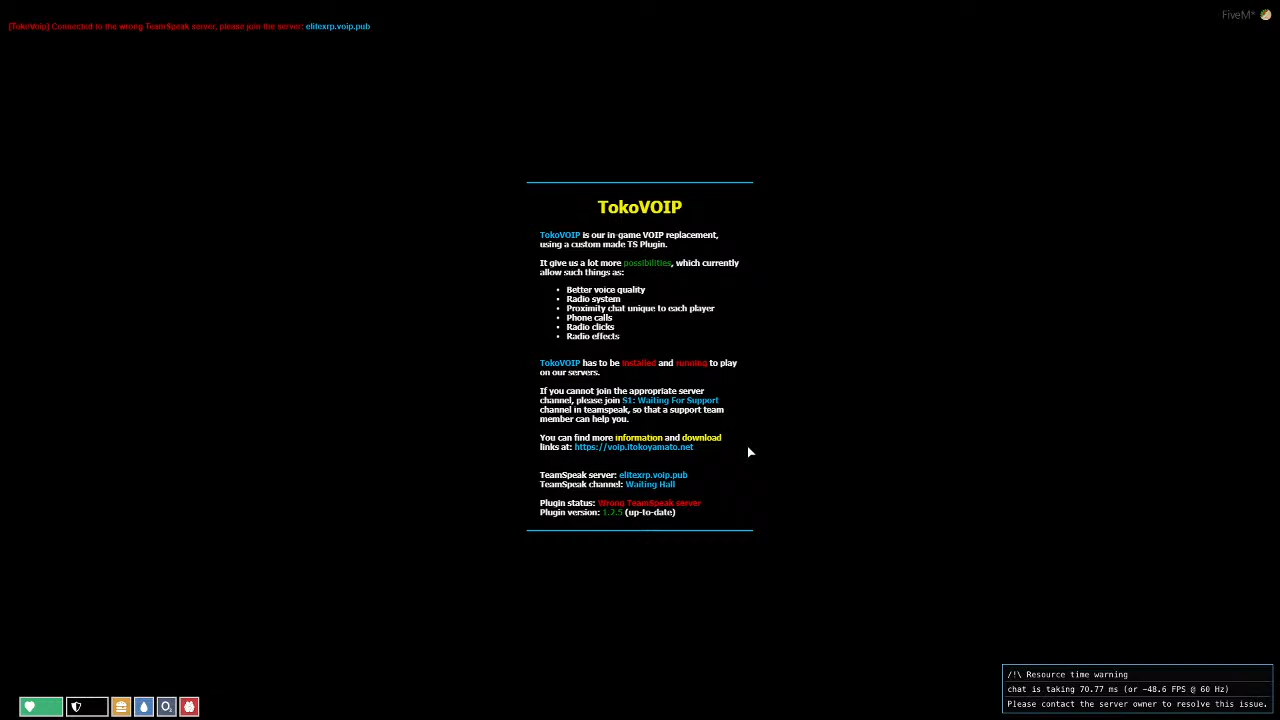 FiveM*
[TokoVoip] Connected to the wrong TeamSpeak server, please join the server: elitexrp.voip.pub
TokoVOIP
TokoVOIP is our in-game VOIP replacement,
using a custom made TS Plugin.
It give us a lot more possibilities, which currently
allow such things as:
• Better voice quality
• Radio system
• Proximity chat unique to each player
• Phone calls
• Radio clicks
• Radio effects
TokoVOIP has to be installed and running to play
on our servers.
If you cannot join the appropriate server
channel, please join S1: Waiting For Support
channel in teamspeak, so that a support team
member can help you.
You can find more information and download
links at: https://voip.itokoyamato.net
TeamSpeak server: elitexrp.voip.pub
TeamSpeak channel: Waiting Hall
Plugin status: Wrong TeamSpeak server
Plugin version: 1.2.5 (up-to-date)
/!\ Resource time warning
chat is taking 70.77 ms (or ~48.6 FPS @ 60 Hz)
Please contact the server owner to resolve this issue.
O₂